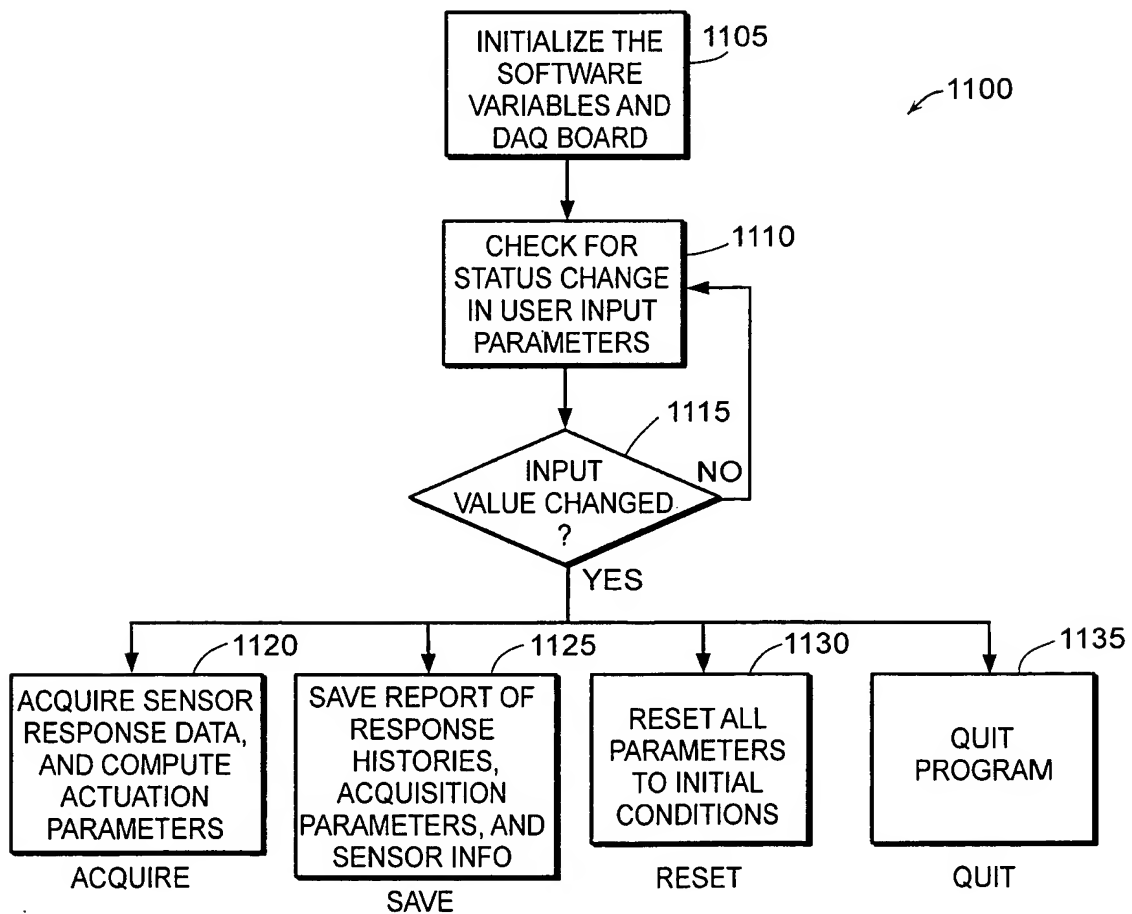 INITIALIZE THE
SOFTWARE
VARIABLES AND
DAQ BOARD
1105
1100
CHECK FOR
STATUS CHANGE
IN USER INPUT
PARAMETERS
1110
1115
INPUT
VALUE CHANGED
?
NO
YES
1120
ACQUIRE SENSOR
RESPONSE DATA,
AND COMPUTE
ACTUATION
PARAMETERS
ACQUIRE
1125
SAVE REPORT OF
RESPONSE
HISTORIES,
ACQUISITION
PARAMETERS, AND
SENSOR INFO
SAVE
1130
RESET ALL
PARAMETERS
TO INITIAL
CONDITIONS
RESET
1135
QUIT
PROGRAM
QUIT